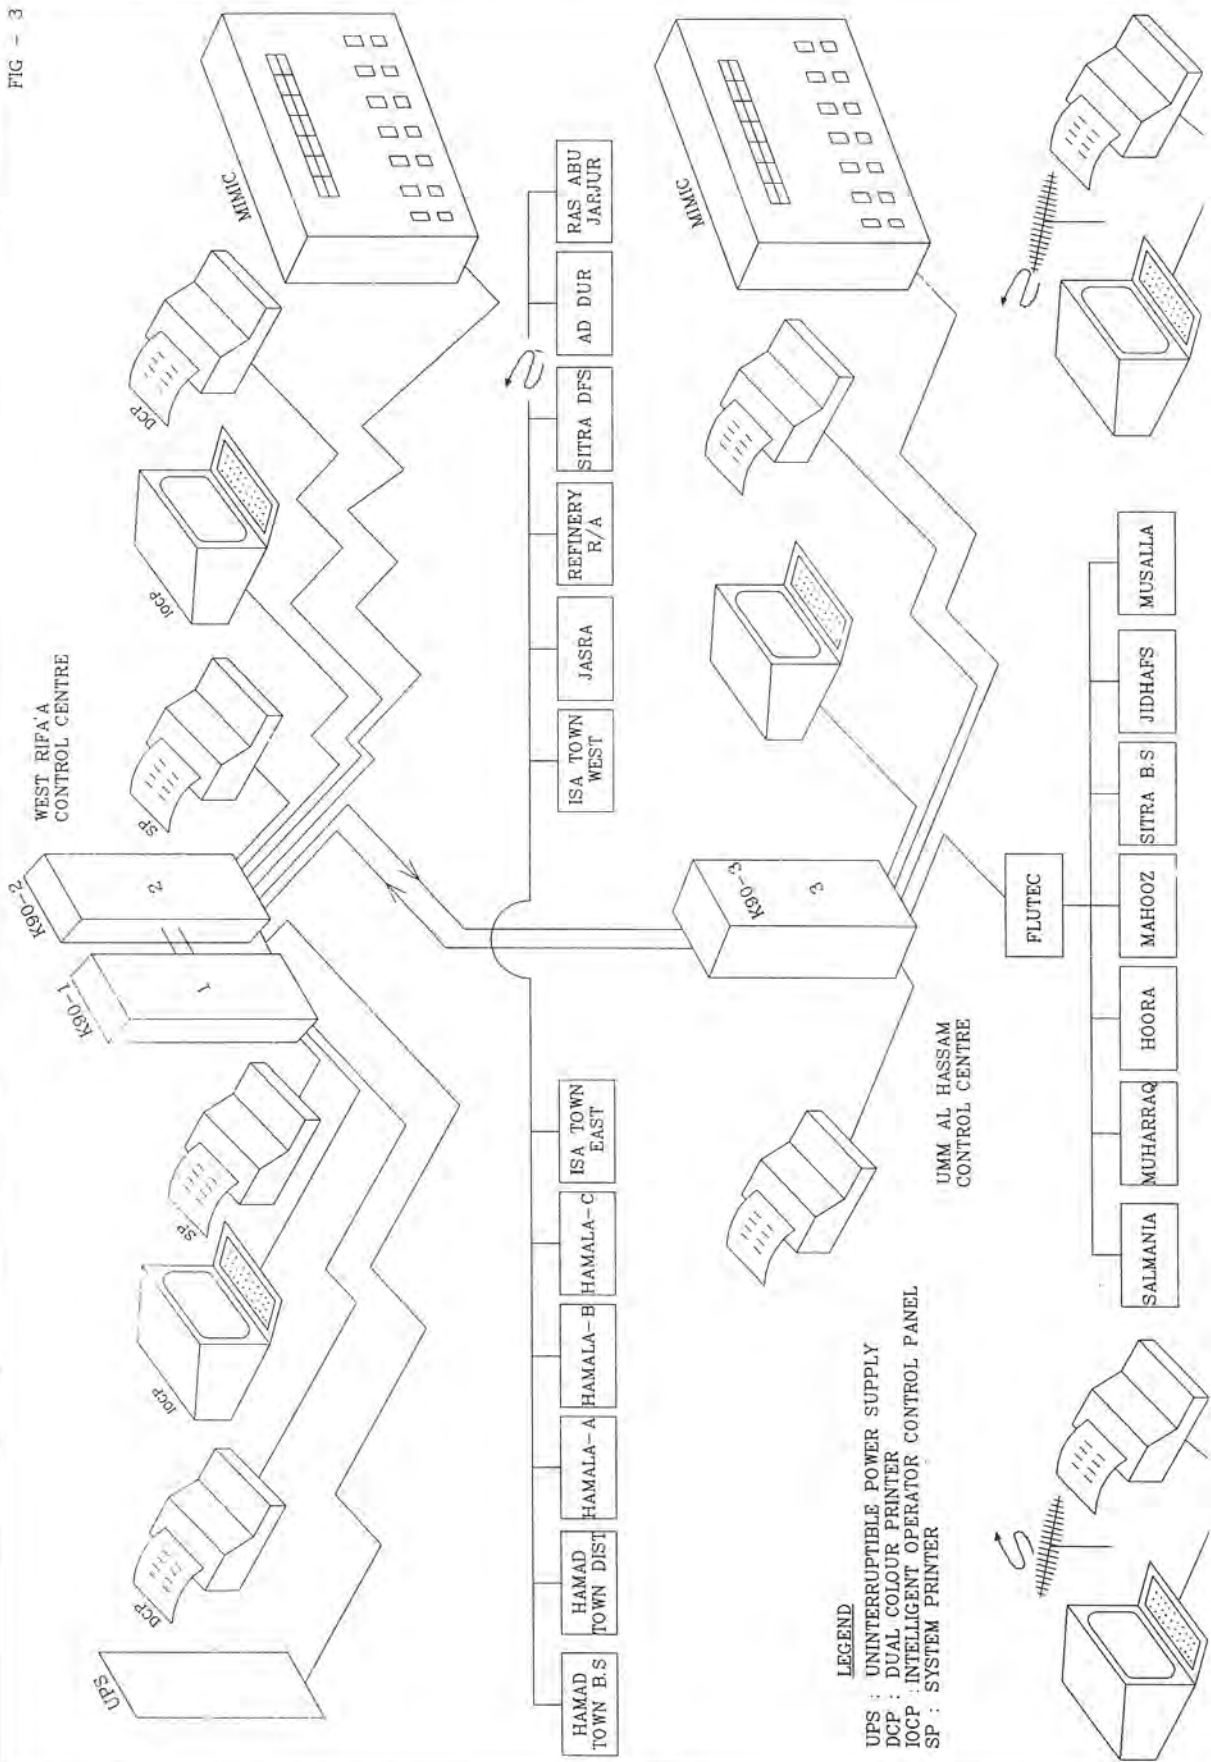 FIG - 3
WEST RIFA'A
CONTROL CENTRE
K90-1
K90-2
1
2
UPS
DCP
IOCP
SP
SP
IOCP
DCP
MIMIC
HAMAD
TOWN B.S
HAMAD
TOWN DIST
HAMALA-A
HAMALA-B
HAMALA-C
ISA TOWN
EAST
ISA TOWN
WEST
JASRA
REFINERY
R/A
SITRA DFS
AD DUR
RAS ABU
JARJUR
K90-3
3
MIMIC
UMM AL HASSAM
CONTROL CENTRE
FLUTEC
SALMANIA
MUHARRAQ
HOORA
MAHOOZ
SITRA B.S
JIDHAFS
MUSALLA
LEGEND
UPS : UNINTERRUPTIBLE POWER SUPPLY
DCP : DUAL COLOUR PRINTER
IOCP : INTELLIGENT OPERATOR CONTROL PANEL
SP : SYSTEM PRINTER